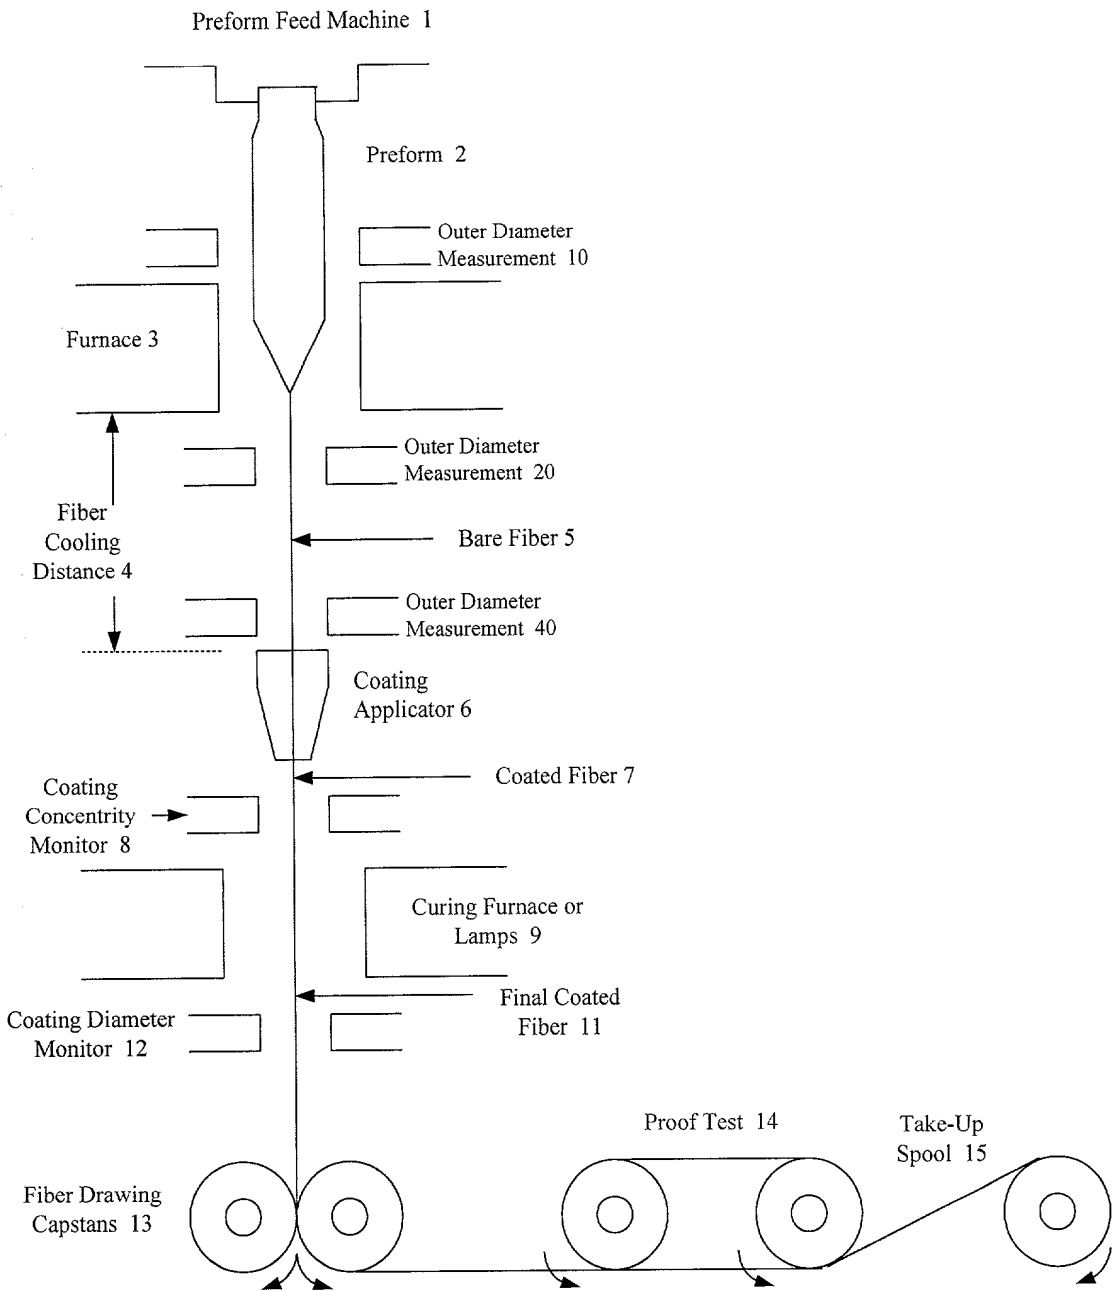 Preform Feed Machine 1
Preform 2
Outer Diameter
Measurement 10
Furnace 3
Outer Diameter
Measurement 20
Fiber
Cooling
Distance 4
Bare Fiber 5
Outer Diameter
Measurement 40
Coating
Applicator 6
Coated Fiber 7
Coating
Concentrity
Monitor 8
Curing Furnace or
Lamps 9
Final Coated
Fiber 11
Coating Diameter
Monitor 12
Proof Test 14
Take-Up
Spool 15
Fiber Drawing
Capstans 13